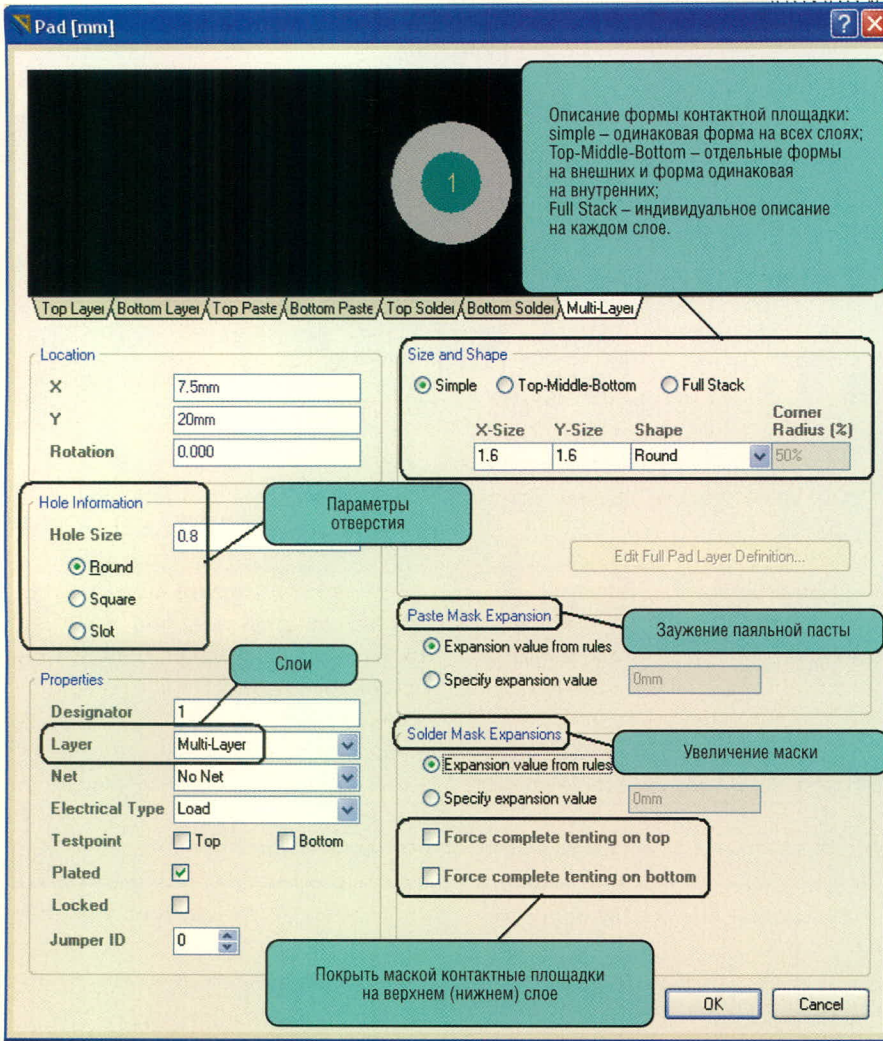 Pad [mm]
Описание формы контактной площадки:
simple – одинаковая форма на всех слоях;
Top-Middle-Bottom – отдельные формы
на внешних и форма одинаковая
на внутренних;
Full Stack – индивидуальное описание
на каждом слое.
1
Top Layer Bottom Layer Top Paste Bottom Paste Top Solder Bottom Solder Multi-Layer
Location
X 7.5mm
Y 20mm
Rotation 0.000
Size and Shape
Simple Top-Middle-Bottom Full Stack
X-Size Y-Size Shape Corner
Radius (%)
1.6 1.6 Round 50%
Edit Full Pad Layer Definition...
Hole Information
Hole Size 0.8
Round
Square
Slot
Параметры
отверстия
Paste Mask Expansion
Expansion value from rules
Specify expansion value 0mm
Заужение паяльной пасты
Слои
Properties
Designator 1
Layer Multi-Layer
Net No Net
Electrical Type Load
Testpoint Top Bottom
Plated
Locked
Jumper ID 0
Solder Mask Expansions
Expansion value from rules
Specify expansion value 0mm
Увеличение маски
Force complete tenting on top
Force complete tenting on bottom
Покрыть маской контактные площадки
на верхнем (нижнем) слое
OK Cancel